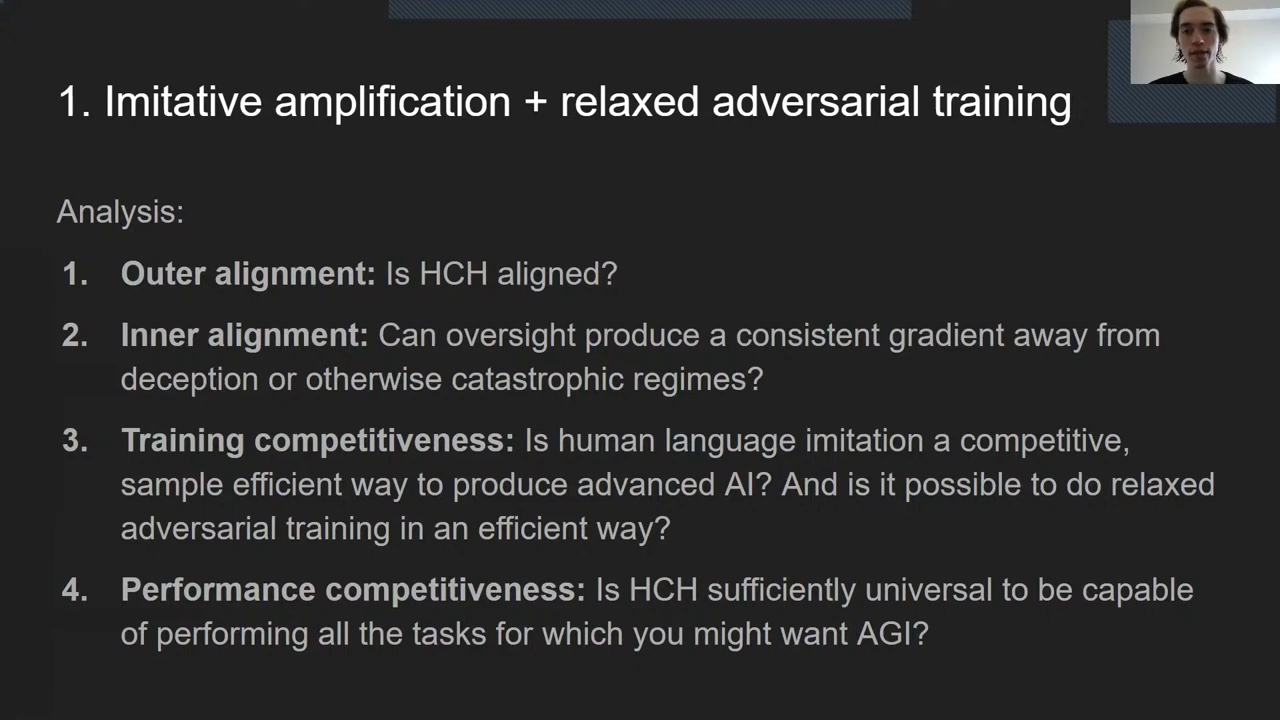 1. Imitative amplification + relaxed adversarial training
Analysis:
1. Outer alignment: Is HCH aligned?
2. Inner alignment: Can oversight produce a consistent gradient away from
deception or otherwise catastrophic regimes?
3. Training competitiveness: Is human language imitation a competitive,
sample efficient way to produce advanced AI? And is it possible to do relaxed
adversarial training in an efficient way?
4. Performance competitiveness: Is HCH sufficiently universal to be capable
of performing all the tasks for which you might want AGI?